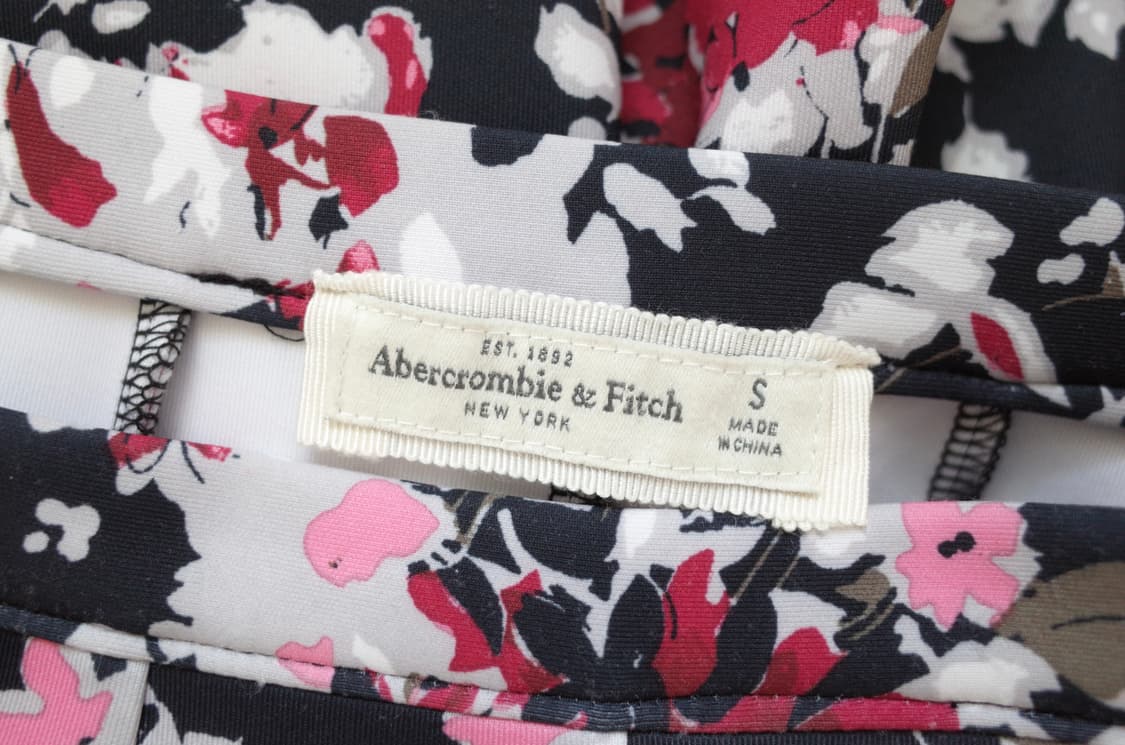 EST. 1892
Abercrombie & Fitch
NEW YORK
S
MADE
IN CHINA